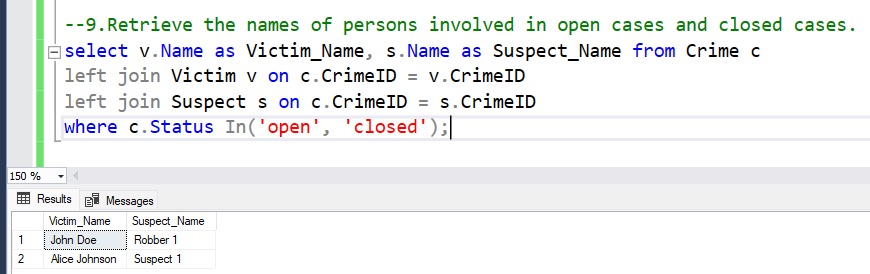 --9.Retrieve the names of persons involved in open cases and closed cases.
select v.Name as Victim_Name, s.Name as Suspect_Name from Crime c
left join Victim v on c.CrimeID = v.CrimeID
left join Suspect s on c.CrimeID = s.CrimeID
where c.Status In('open', 'closed');
150 %
Results Messages
Victim_Name Suspect_Name
1 John Doe Robber 1
2 Alice Johnson Suspect 1